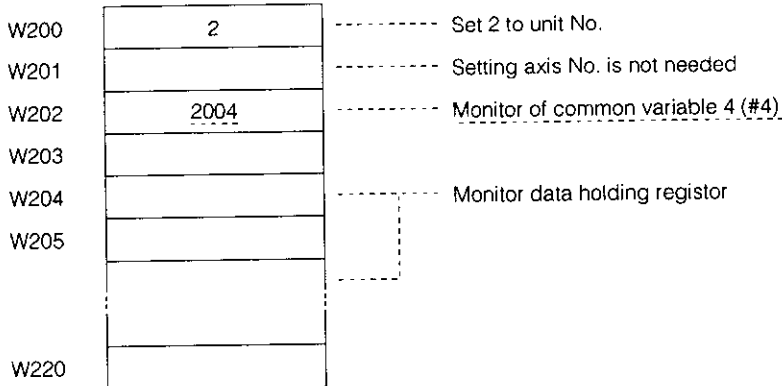 W200 2 Set 2 to unit No.
W201 Setting axis No. is not needed
W202 2004 Monitor of common variable 4 (#4)
W203
W204 Monitor data holding registor
W205
W220